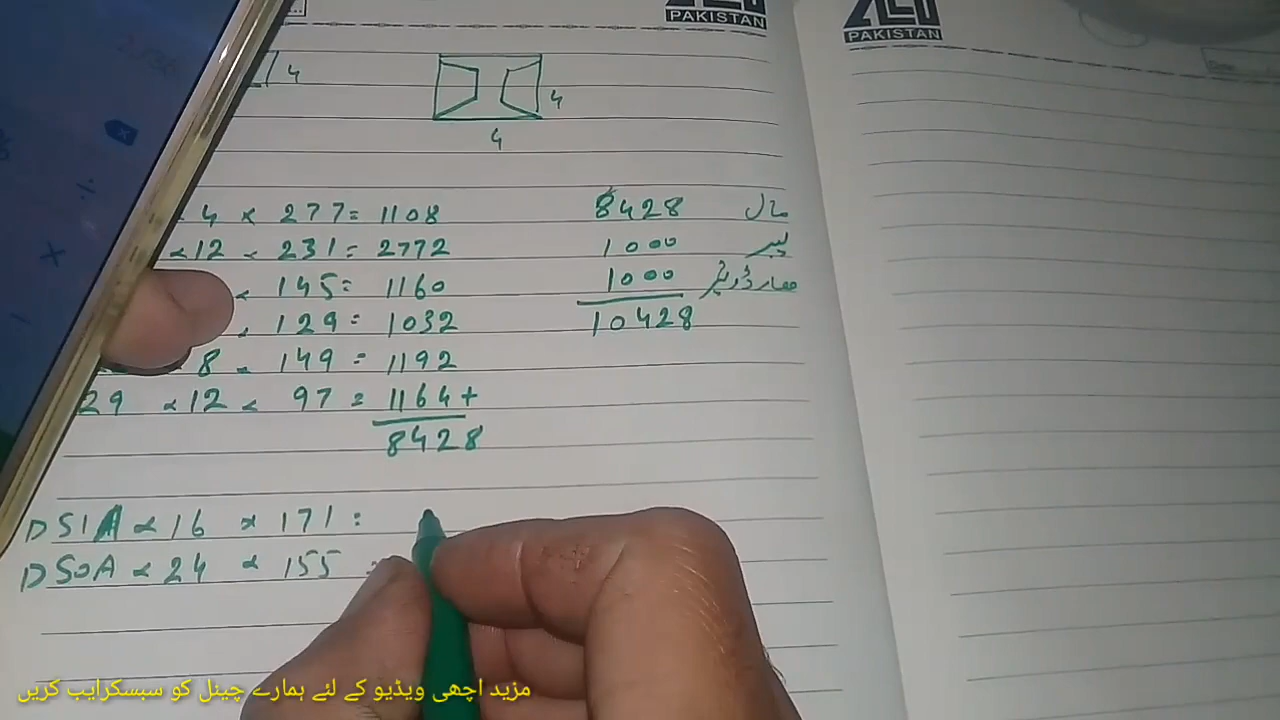 PAKISTAN
PAKISTAN
4
4
4
4 × 277 = 1108
×12 × 231 = 2772
× 145 = 1160
× 129 = 1032
8 × 149 = 1192
29 ×12 × 97 = 1164 +
8428
8428 مال
1000 لیبر
1000 ہارڈویئر
10428
DS1A × 16 × 171 =
DSOA × 24 × 155 =
مزید اچھی ویڈیو کے لئے ہمارے چینل کو سبسکرایب کریں